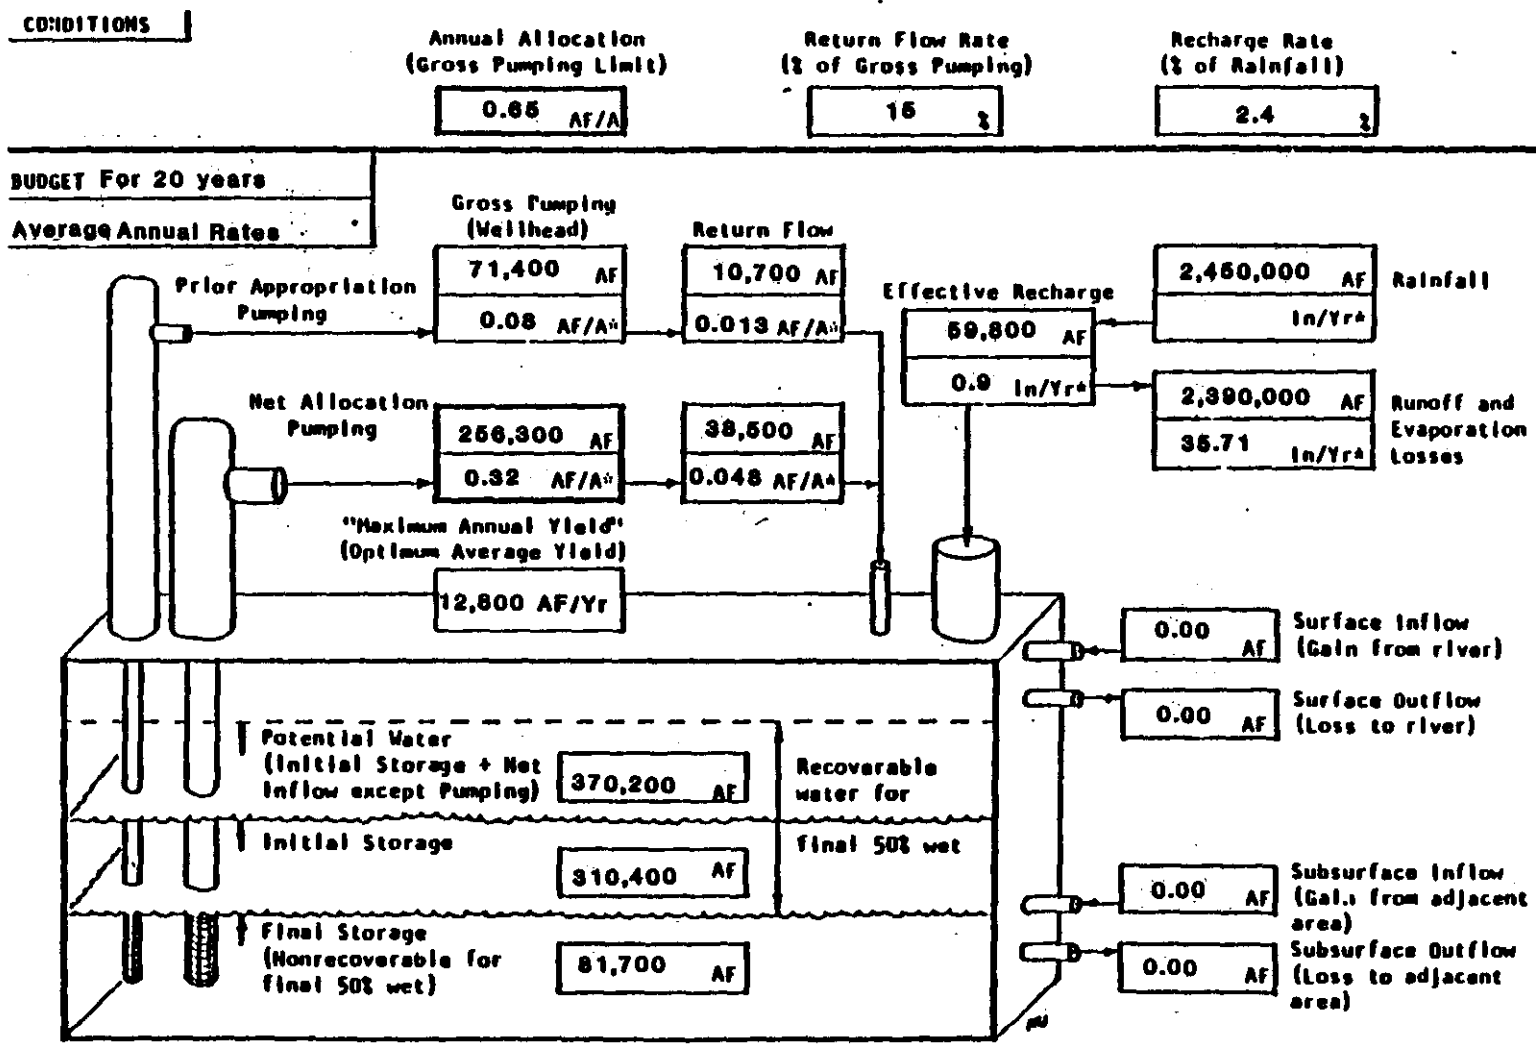 CONDITIONS
Annual Allocation
(Gross Pumping Limit)
0.65 AF/A
Return Flow Rate
(% of Gross Pumping)
15 %
Recharge Rate
(% of Rainfall)
2.4 %
BUDGET For 20 years
Average Annual Rates
Gross Pumping
(Wellhead)
Return Flow
Prior Appropriation
Pumping
71,400 AF
0.08 AF/A*
10,700 AF
0.013 AF/A*
Effective Recharge
59,800 AF
0.9 In/Yr*
2,450,000 AF
In/Yr*
Rainfall
2,390,000 AF
35.71 In/Yr*
Runoff and
Evaporation
Losses
Net Allocation
Pumping
256,300 AF
0.32 AF/A*
38,500 AF
0.048 AF/A*
"Maximum Annual Yield"
(Optimum Average Yield)
12,800 AF/Yr
0.00 AF
Surface Inflow
(Gain from river)
0.00 AF
Surface Outflow
(Loss to river)
Potential Water
(Initial Storage + Net
Inflow except Pumping)
370,200 AF
Recoverable
water for
final 50% wet
Initial Storage
310,400 AF
Final Storage
(Nonrecoverable for
final 50% wet)
81,700 AF
0.00 AF
Subsurface Inflow
(Gain from adjacent
area)
0.00 AF
Subsurface Outflow
(Loss to adjacent
area)